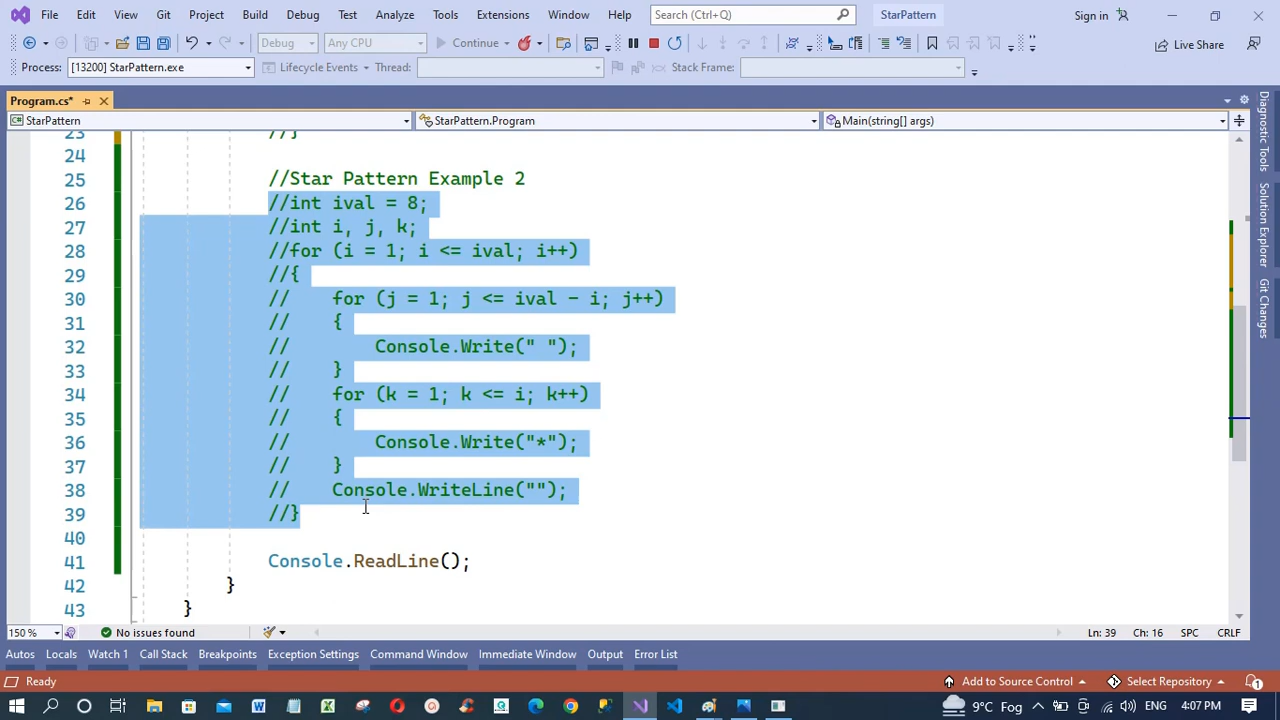 File Edit View Git Project Build Debug Test Analyze Tools Extensions Window Help Search (Ctrl+Q) StarPattern Sign in
Debug Any CPU Continue Live Share
Process: [13200] StarPattern.exe Lifecycle Events Thread: Stack Frame:
Program.cs*
StarPattern StarPattern.Program Main(string[] args)
23 //}
24
25 //Star Pattern Example 2
26 //int ival = 8;
27 //int i, j, k;
28 //for (i = 1; i <= ival; i++)
29 //{
30 // for (j = 1; j <= ival - i; j++)
31 // {
32 // Console.Write(" ");
33 // }
34 // for (k = 1; k <= i; k++)
35 // {
36 // Console.Write("*");
37 // }
38 // Console.WriteLine("");
39 //}
40
41 Console.ReadLine();
42 }
43 }
Diagnostic Tools
Solution Explorer
Git Changes
150 % No issues found Ln: 39 Ch: 16 SPC CRLF
Autos Locals Watch 1 Call Stack Breakpoints Exception Settings Command Window Immediate Window Output Error List
Ready Add to Source Control Select Repository 1
9°C Fog ENG 4:07 PM